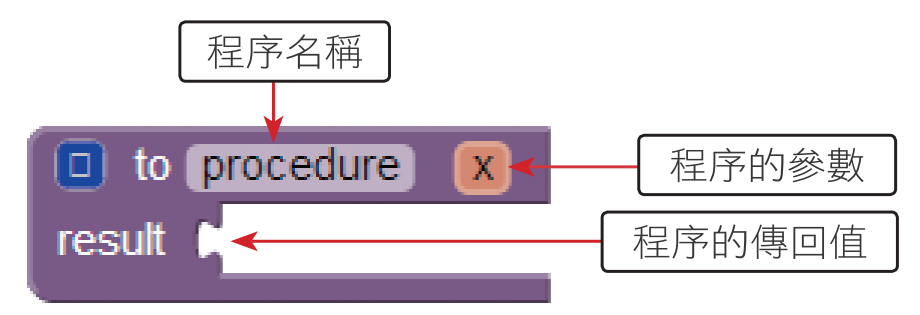 程序名稱
to procedure x
程序的參數
result
程序的傳回值